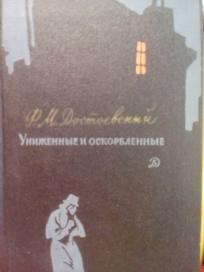 Ф. М. Достоевский
УНИЖЕННЫЕ И ОСКОРБЛЕННЫЕ